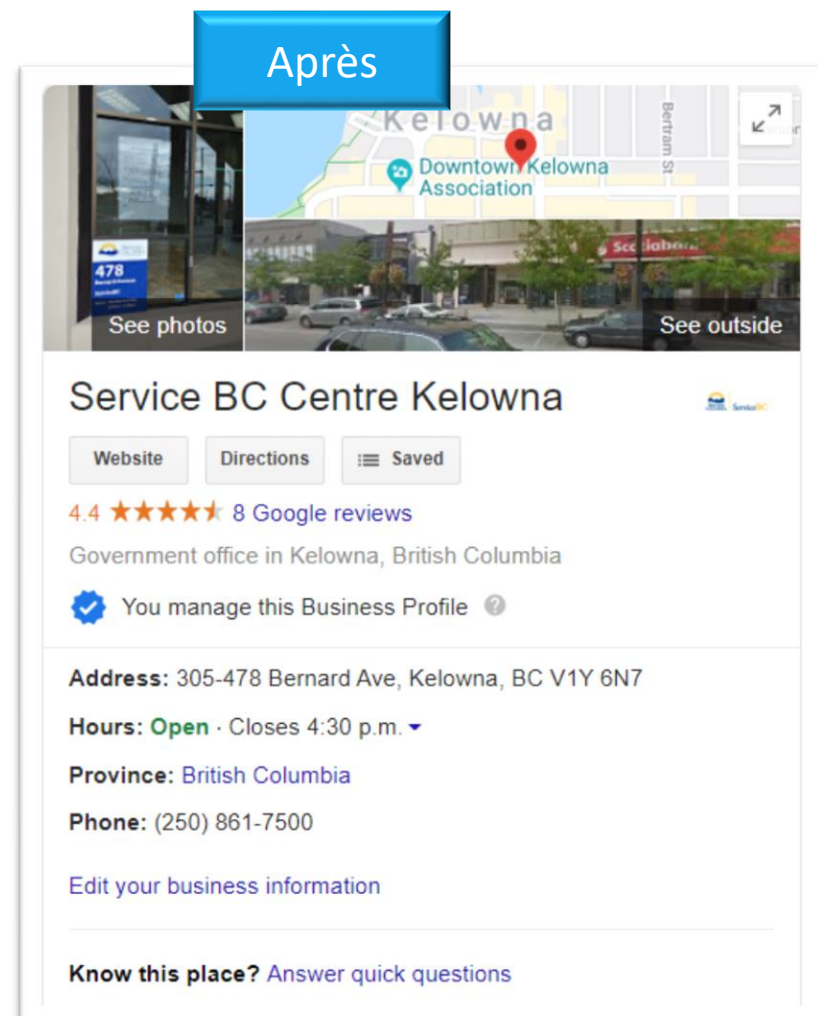 Après
Kelowna
Bertram St
Downtown Kelowna
Association
478
Scotiaban
See photos
See outside
Service BC Centre Kelowna
Website
Directions
Saved
4.4 8 Google reviews
Government office in Kelowna, British Columbia
You manage this Business Profile
Address: 305-478 Bernard Ave, Kelowna, BC V1Y 6N7
Hours: Open · Closes 4:30 p.m.
Province: British Columbia
Phone: (250) 861-7500
Edit your business information
Know this place? Answer quick questions